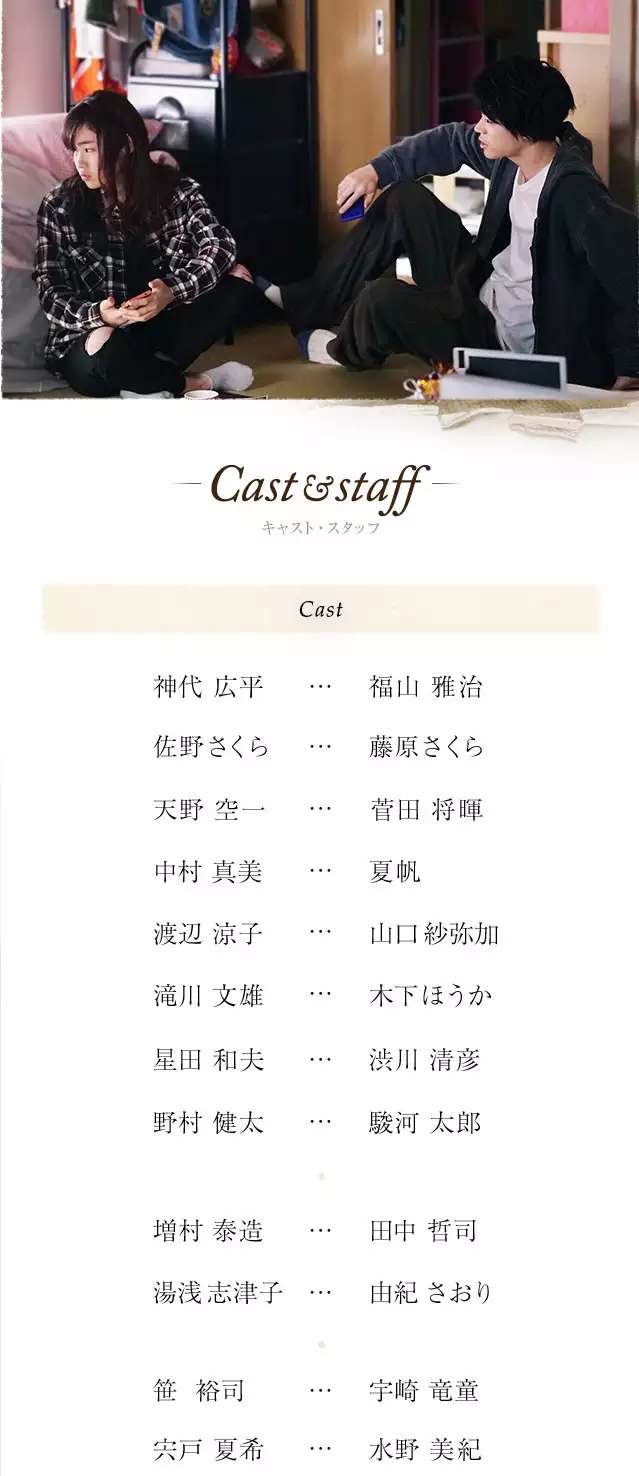 Cast & staff
キャスト・スタッフ
Cast
神代 広平 … 福山 雅治
佐野さくら … 藤原さくら
天野 空一 … 菅田 将暉
中村 真美 … 夏帆
渡辺 涼子 … 山口 紗弥加
滝川 文雄 … 木下ほうか
星田 和夫 … 渋川 清彦
野村 健太 … 駿河 太郎
増村 泰造 … 田中 哲司
湯浅 志津子 … 由紀 さおり
笹 裕司 … 宇崎 竜童
宍戸 夏希 … 水野 美紀